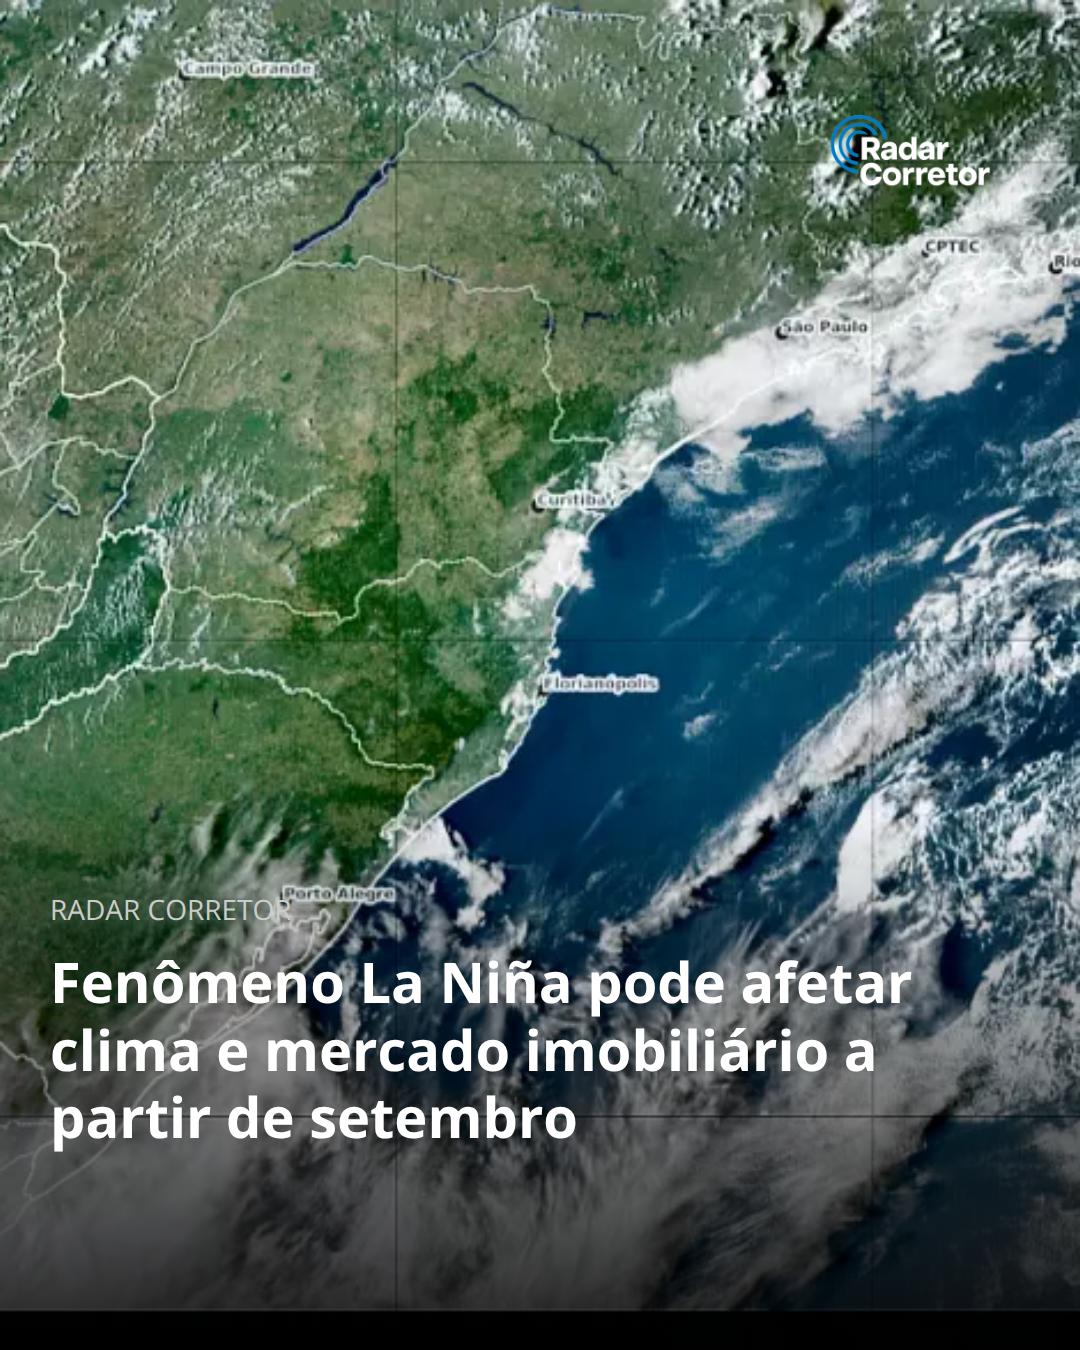 Campo Grande
Radar
Corretor
CPTEC
Rio
São Paulo
Curitiba
Florianópolis
Porto Alegre
RADAR CORRETOR
Fenômeno La Niña pode afetar
clima e mercado imobiliário a
partir de setembro